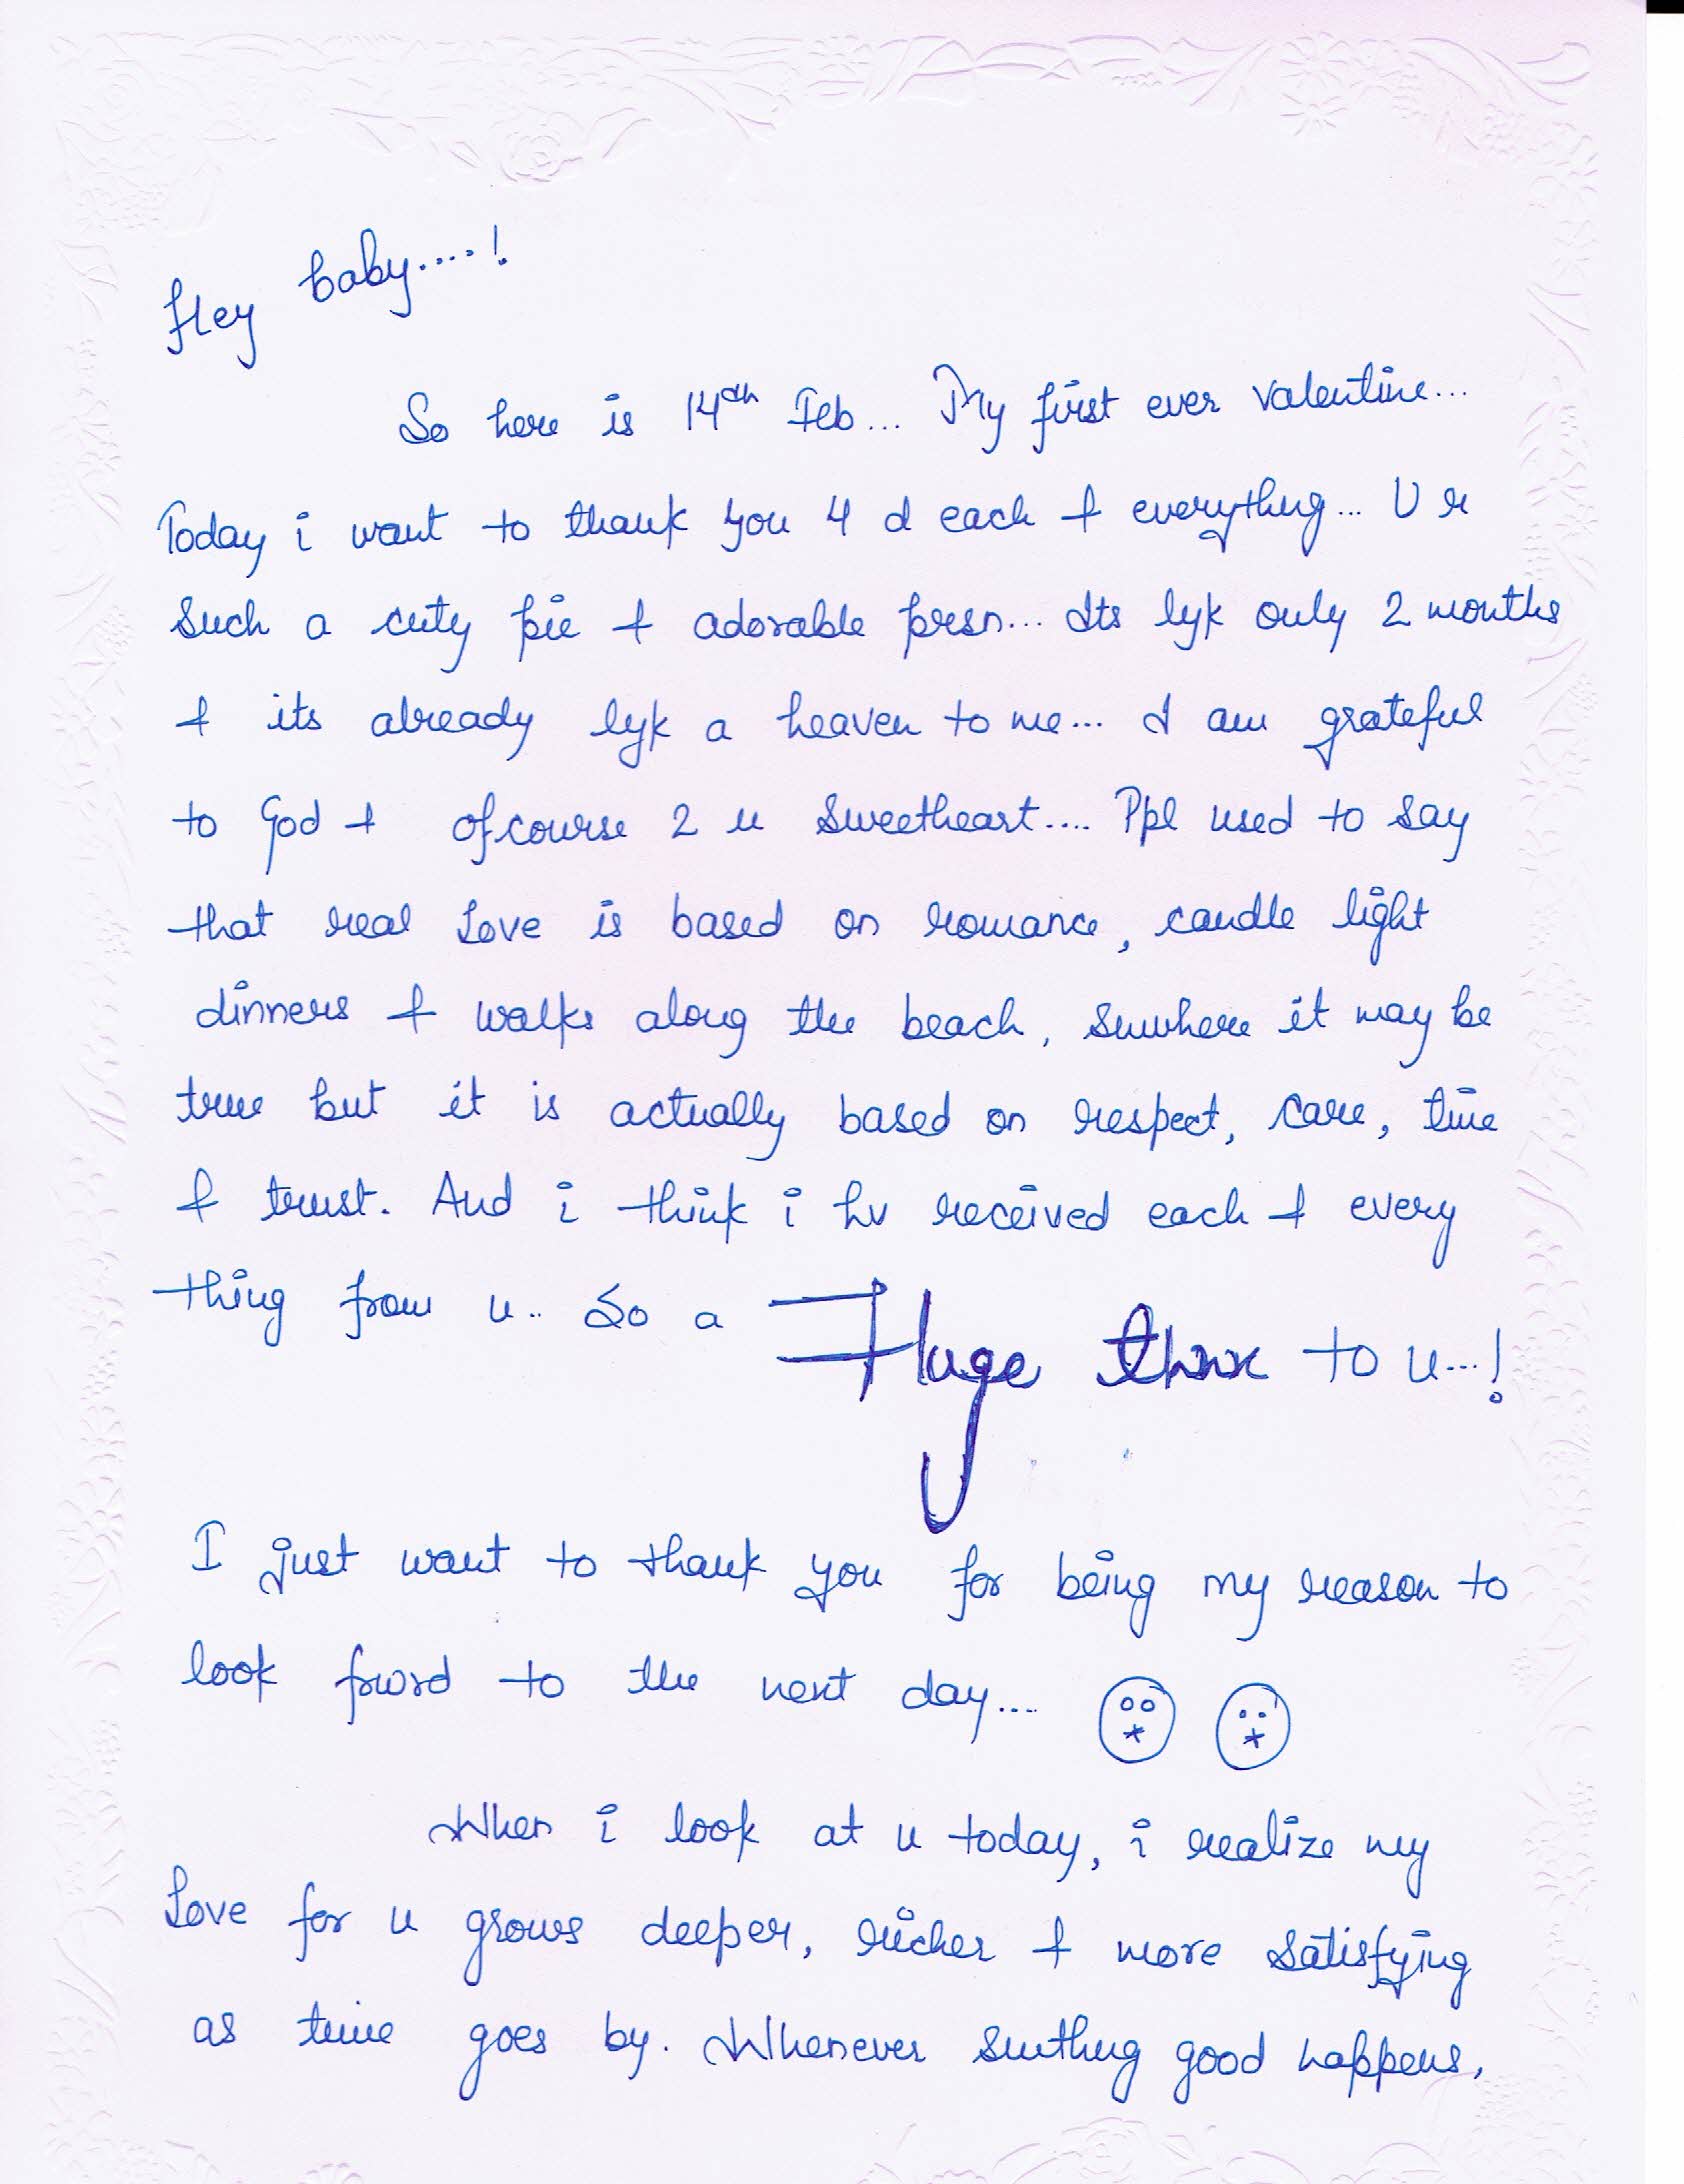 Hey baby....!
So here is 14th Feb... My first ever valentine...
Today i want to thank you 4 d each & everythng... U r
such a cuty pie & adorable presn... Its lyk only 2 months
& its already lyk a heaven to me... I am grateful
to God & ofcourse 2 u sweetheart.... Ppl used to say
that real Love is based on romance, candle light
dinners & walks along the beach, smwhere it may be
true but it is actually based on respect, care, time
& trust. And i think i hv received each & every
thing from u.. So a Huge thnx to u...!
I just want to thank you for being my reason to
look frwrd to the next day...
When i look at u today, i realize my
Love for u grows deeper, richer & more satisfying
as time goes by. Whenever smthng good happens,